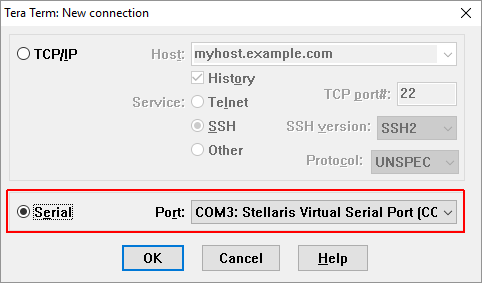 Tera Term: New connection
TCP/IP Host: myhost.example.com
History
Service: Telnet TCP port#: 22
SSH SSH version: SSH2
Other Protocol: UNSPEC
Serial Port: COM3: Stellaris Virtual Serial Port (CO
OK Cancel Help